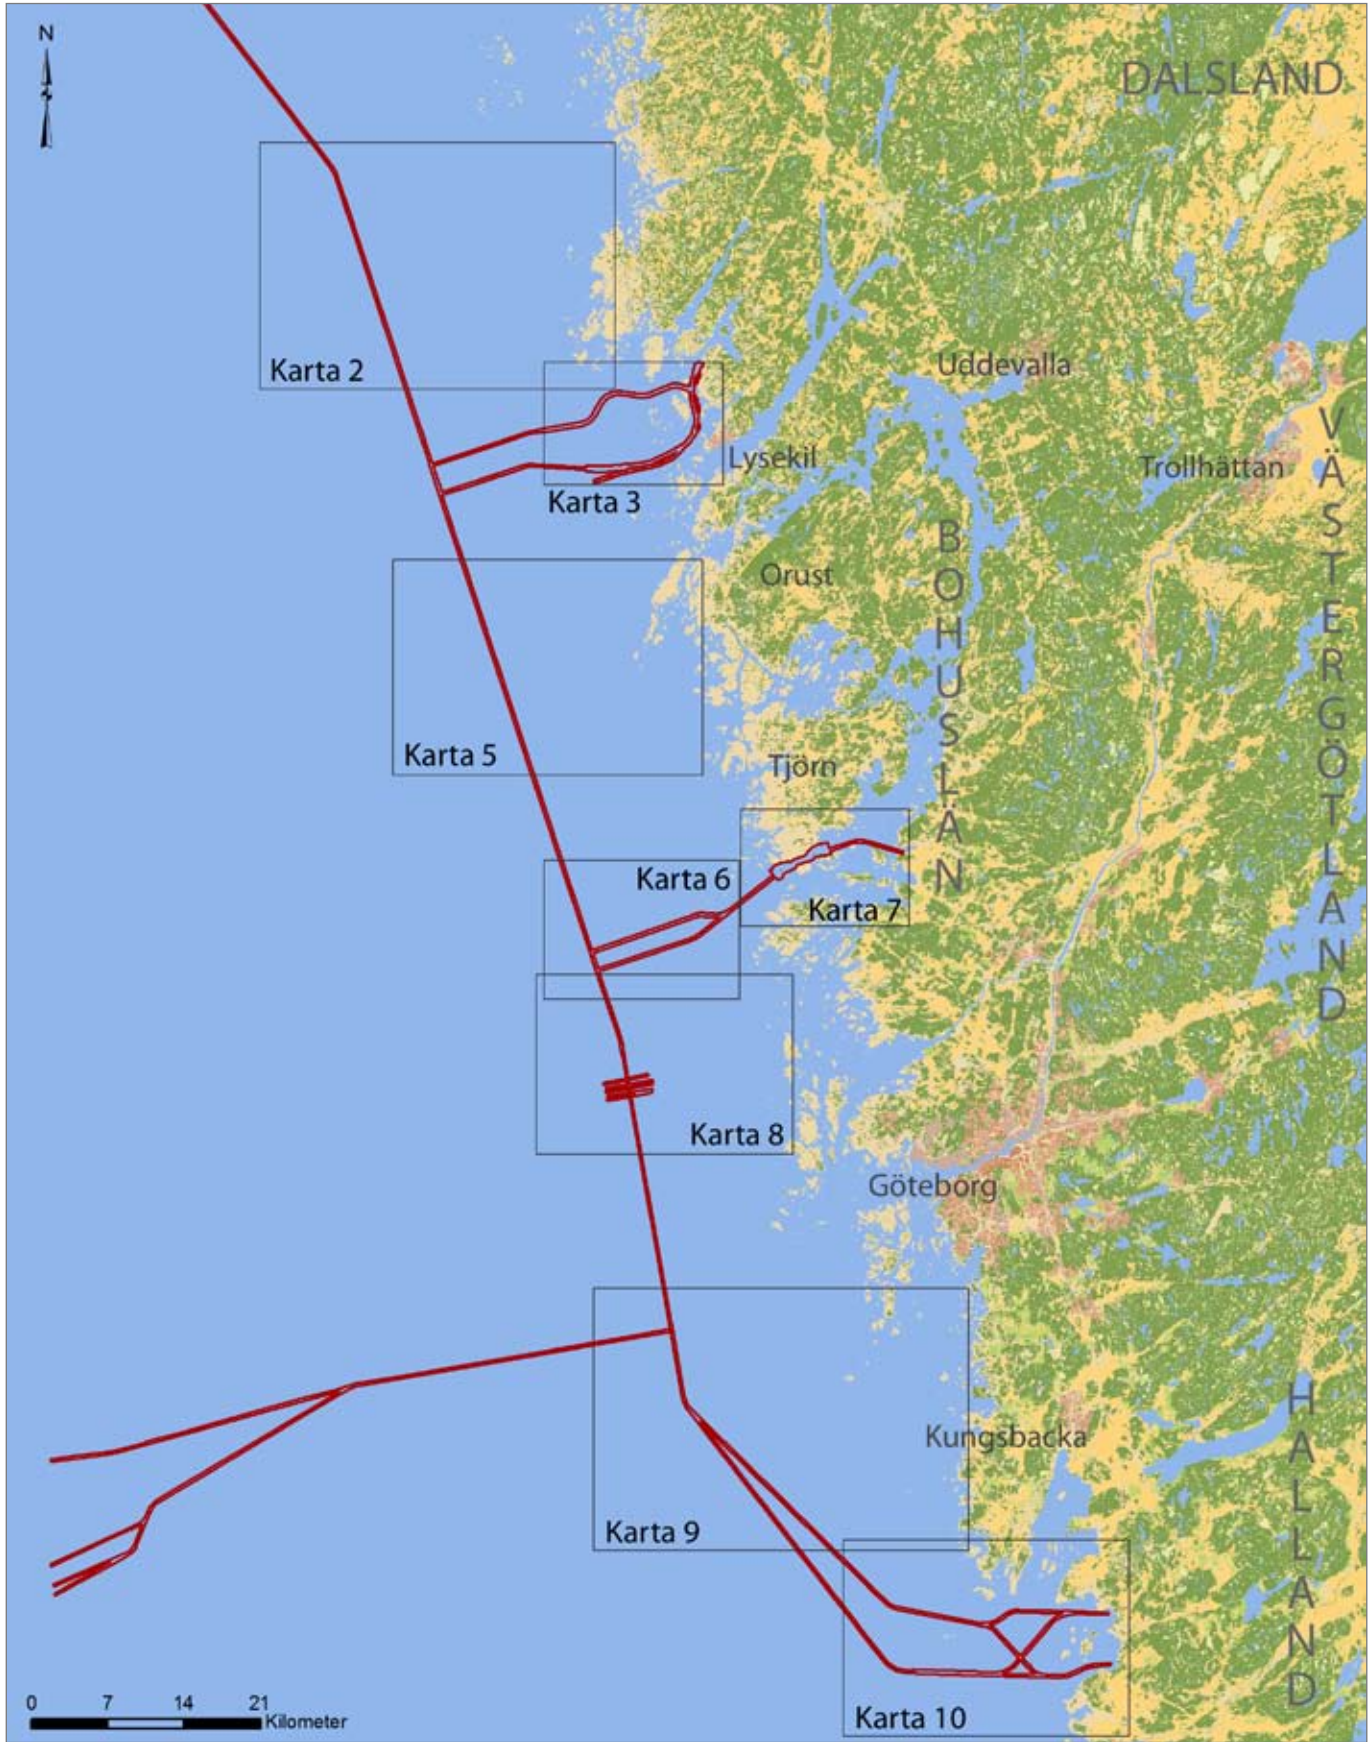 N
DALSLAND
Karta 2
Uddevalla
Lysekil
Trollhättan
Karta 3
VÄSTERGÖTLAND
BOHUSLÄN
Orust
Karta 5
Tjörn
Karta 6
Karta 7
Karta 8
Göteborg
Kungsbacka
HALLAND
Karta 9
0 7 14 21
Kilometer
Karta 10